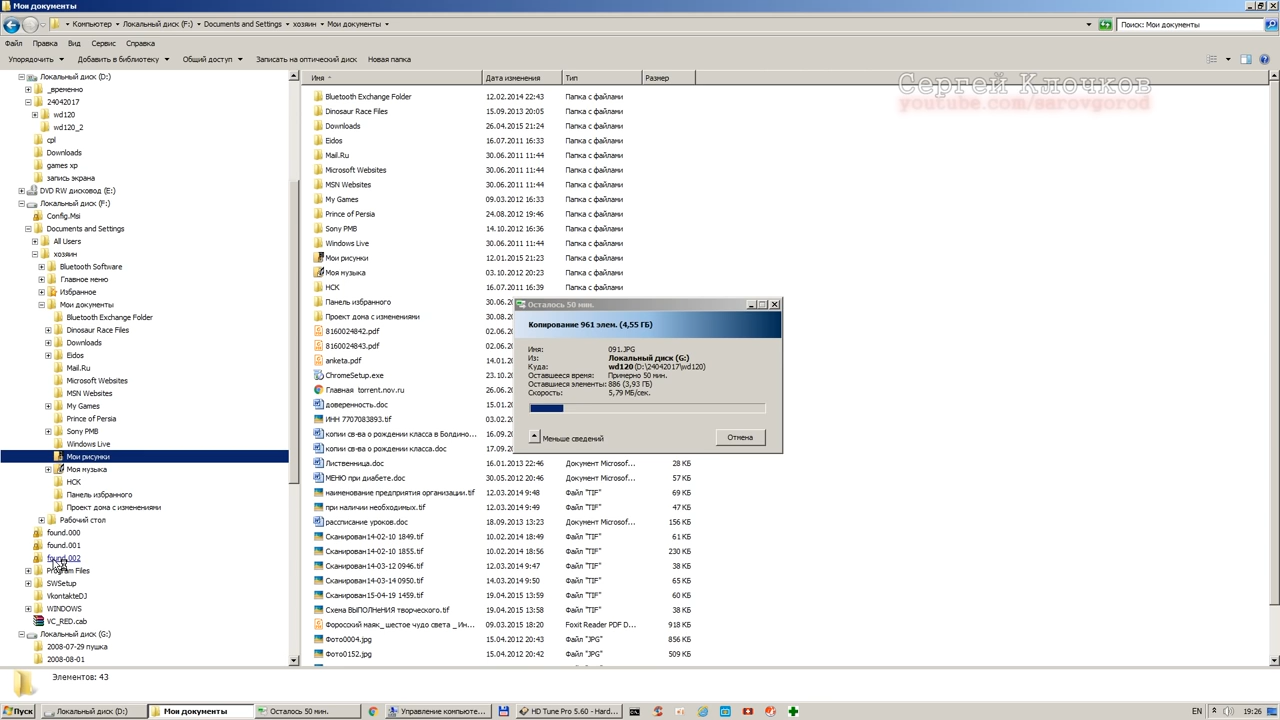 Мои документы
Компьютер ▸ Локальный диск (F:) ▸ Documents and Settings ▸ хозяин ▸ Мои документы
Поиск: Мои документы
Файл Правка Вид Сервис Справка
Упорядочить Добавить в библиотеку Общий доступ Записать на оптический диск Новая папка
Локальный диск (D:)
_временно
24042017
wd120
wd120_2
cpl
Downloads
games xp
запись экрана
DVD RW дисковод (E:)
Локальный диск (F:)
Config.Msi
Documents and Settings
All Users
хозяин
Bluetooth Software
Главное меню
Избранное
Мои документы
Bluetooth Exchange Folder
Dinosaur Race Files
Downloads
Eidos
Mail.Ru
Microsoft Websites
MSN Websites
My Games
Prince of Persia
Sony PMB
Windows Live
Мои рисунки
Моя музыка
НСК
Панель избранного
Проект дома с изменениями
Рабочий стол
found.000
found.001
found.002
Program Files
SWSetup
VkontakteDJ
WINDOWS
VC_RED.cab
Локальный диск (G:)
2008-07-29 пушка
2008-08-01
Имя Дата изменения Тип Размер
Сергей Клочков
youtube.com/sarovgorod
Bluetooth Exchange Folder 12.02.2014 22:43 Папка с файлами
Dinosaur Race Files 15.09.2013 20:05 Папка с файлами
Downloads 26.04.2015 21:24 Папка с файлами
Eidos 16.07.2011 16:33 Папка с файлами
Mail.Ru 30.06.2011 11:44 Папка с файлами
Microsoft Websites 30.06.2011 11:44 Папка с файлами
MSN Websites 30.06.2011 11:44 Папка с файлами
My Games 09.03.2012 16:33 Папка с файлами
Prince of Persia 24.08.2012 19:46 Папка с файлами
Sony PMB 14.10.2012 16:36 Папка с файлами
Windows Live 30.06.2011 11:44 Папка с файлами
Мои рисунки 12.01.2015 21:23 Папка с файлами
Моя музыка 03.10.2012 20:23 Папка с файлами
НСК 16.07.2011 16:39 Папка с файлами
Панель избранного 30.06.20
Проект дома с изменениями 30.08.20
8160024842.pdf 02.06.20
8160024843.pdf 02.06.20
anketa.pdf 14.01.20
ChromeSetup.exe 26.06.20
Главная torrent.nov.ru 26.06.20
доверенность.doc 15.01.20
ИНН 7707083893.tif 02.06.20
копии св-ва о рождении класса в Болдино... 16.09.20
копии св-ва о рождении класса.doc 17.09.20
Лиственница.doc 16.01.2013 22:46 Документ Microsof... 28 КБ
МЕНЮ при диабете.doc 30.05.2012 20:46 Документ Microsof... 57 КБ
наименование предприятия организации.tif 12.03.2014 9:48 Файл "TIF" 69 КБ
при наличии необходимых.tif 12.03.2014 9:49 Файл "TIF" 47 КБ
рассписание уроков.doc 18.09.2013 13:23 Документ Microsof... 156 КБ
Сканирован14-02-10 1849.tif 10.02.2014 18:49 Файл "TIF" 61 КБ
Сканирован14-02-10 1855.tif 10.02.2014 18:56 Файл "TIF" 230 КБ
Сканирован14-03-12 0946.tif 12.03.2014 9:47 Файл "TIF" 38 КБ
Сканирован14-03-14 0950.tif 14.03.2014 9:50 Файл "TIF" 65 КБ
Сканирован15-04-19 1459.tif 19.04.2015 14:59 Файл "TIF" 38 КБ
Схема ВЫПОЛНеНИЯ творческого.tif 19.04.2015 13:58 Файл "TIF" 38 КБ
Форосский маяк_ шестое чудо света _ Ин... 09.03.2015 18:20 Foxit Reader PDF D... 918 КБ
Фото0004.jpg 15.04.2012 20:43 Файл "JPG" 856 КБ
Фото0152.jpg 15.04.2012 20:42 Файл "JPG" 509 КБ
Осталось 50 мин.
Копирование 961 элем. (4,55 ГБ)
Имя: 091.JPG
Из: Локальный диск (G:)
Куда: wd120 (D:\24042017\wd120)
Оставшееся время: Примерно 50 мин.
Оставшиеся элементы: 886 (3,93 ГБ)
Скорость: 5,79 МБ/сек.
Меньше сведений
Отмена
Элементов: 43
Пуск Локальный диск (D:) Мои документы Осталось 50 мин. Управление компьюте... HD Tune Pro 5.60 - Hard... EN 19:26